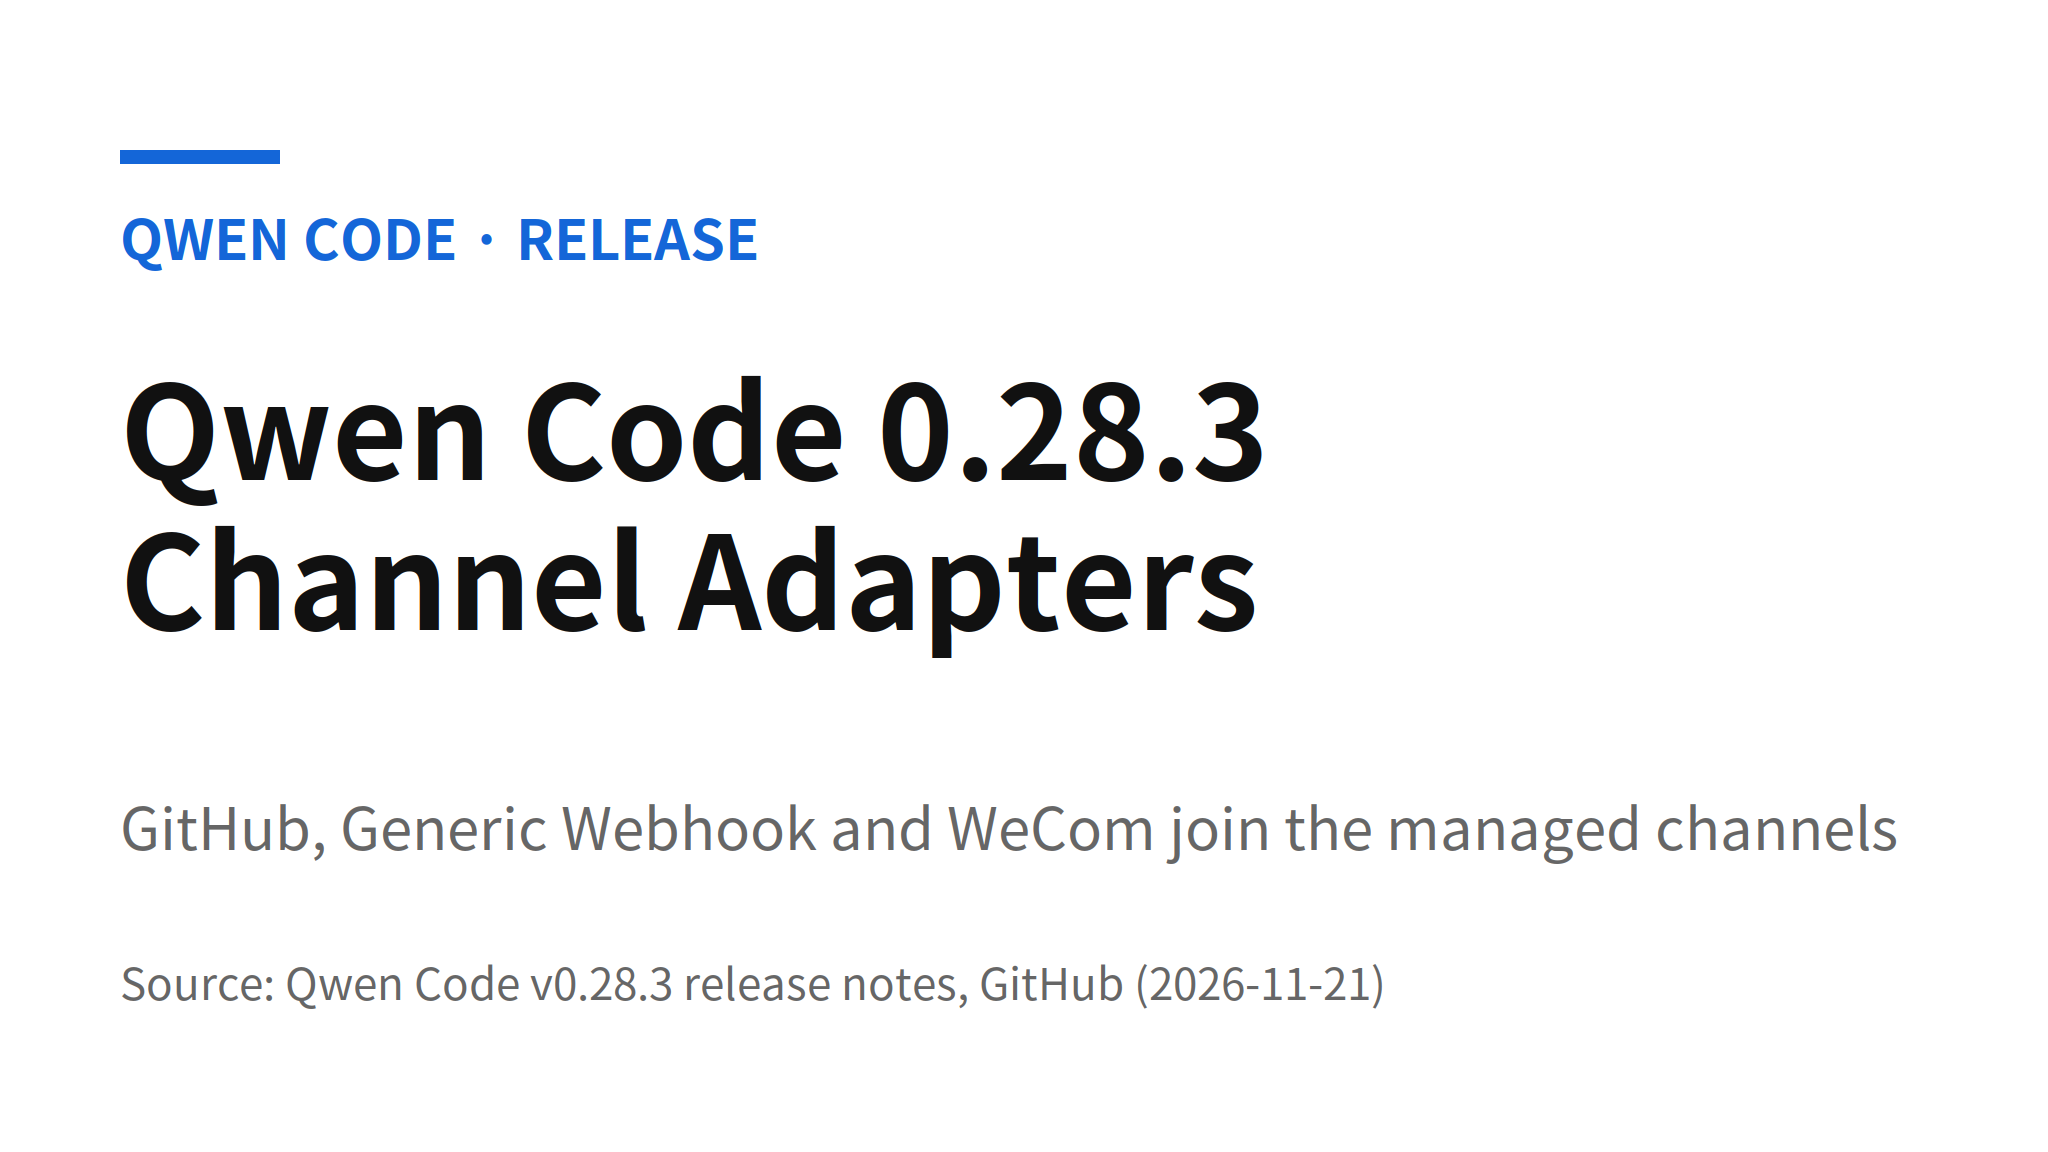 QWEN CODE · RELEASE
Qwen Code 0.28.3
Channel Adapters
GitHub, Generic Webhook and WeCom join the managed channels
Source: Qwen Code v0.28.3 release notes, GitHub (2026-11-21)